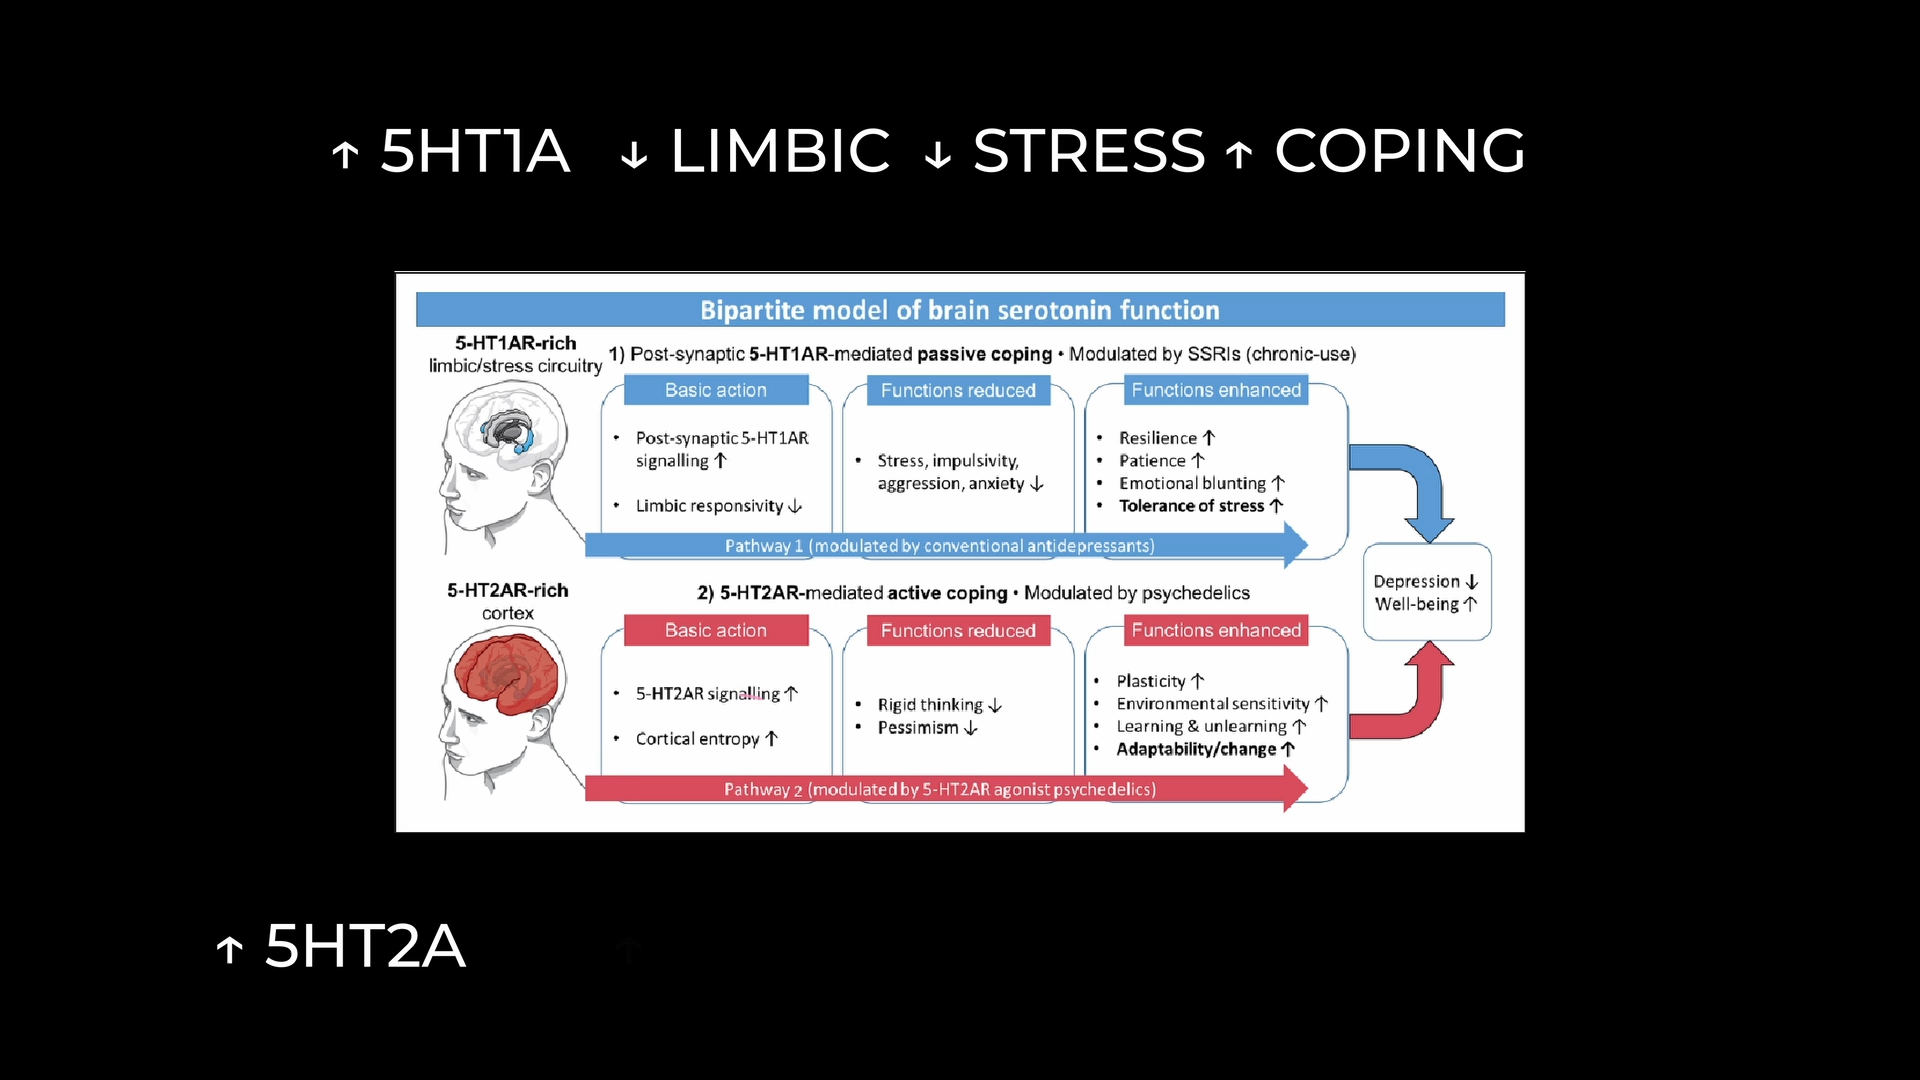 ↑ 5HT1A ↓ LIMBIC ↓ STRESS ↑ COPING
Bipartite model of brain serotonin function
5-HT1AR-rich
limbic/stress circuitry
1) Post-synaptic 5-HT1AR-mediated passive coping • Modulated by SSRIs (chronic-use)
Basic action
• Post-synaptic 5-HT1AR
signalling ↑
• Limbic responsivity ↓
Functions reduced
• Stress, impulsivity,
aggression, anxiety ↓
Functions enhanced
• Resilience ↑
• Patience ↑
• Emotional blunting ↑
• Tolerance of stress ↑
Pathway 1 (modulated by conventional antidepressants)
Depression ↓
Well-being ↑
5-HT2AR-rich
cortex
2) 5-HT2AR-mediated active coping • Modulated by psychedelics
Basic action
• 5-HT2AR signalling ↑
• Cortical entropy ↑
Functions reduced
• Rigid thinking ↓
• Pessimism ↓
Functions enhanced
• Plasticity ↑
• Environmental sensitivity ↑
• Learning & unlearning ↑
• Adaptability/change ↑
Pathway 2 (modulated by 5-HT2AR agonist psychedelics)
↑ 5HT2A ↑